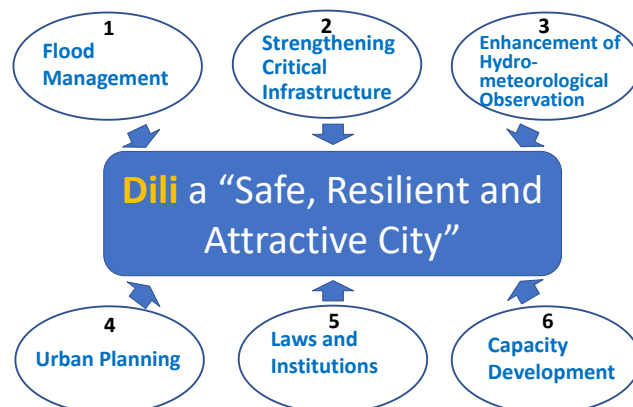 1
Flood
Management
2
Strengthening
Critical
Infrastructure
3
Enhancement of
Hydro-
meteorological
Observation
Dili a “Safe, Resilient and
Attractive City”
4
Urban Planning
5
Laws and
Institutions
6
Capacity
Development